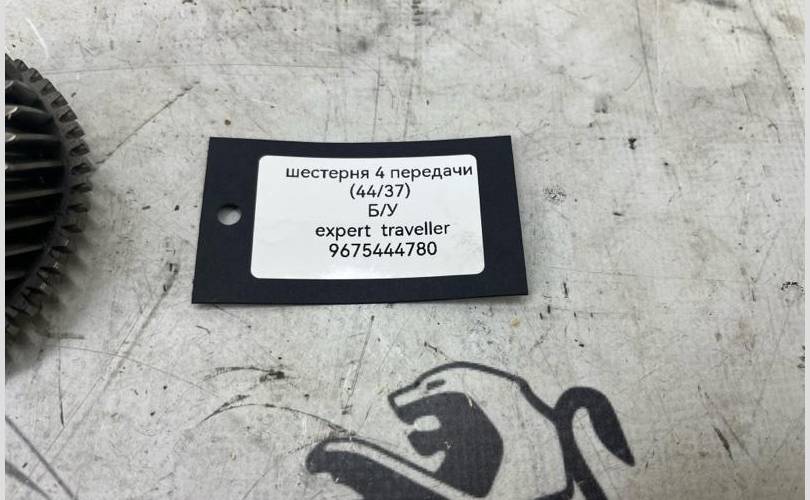 шестерня 4 передачи
(44/37)
Б/У
expert traveller
9675444780